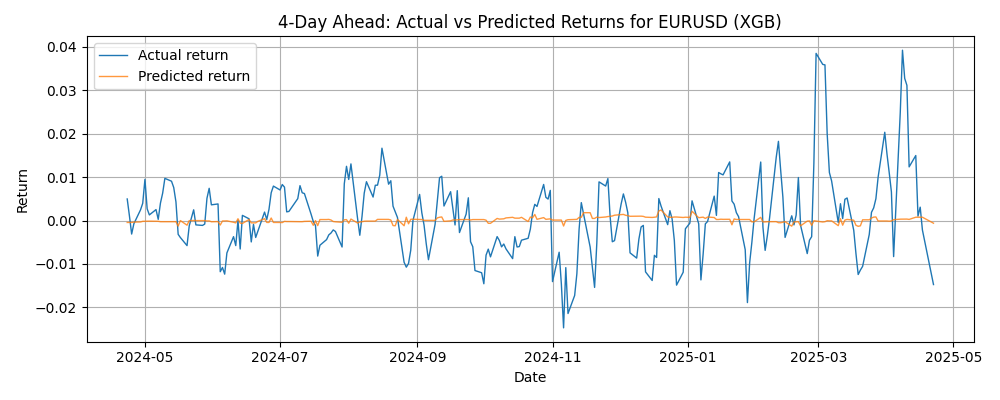 4-Day Ahead: Actual vs Predicted Returns for EURUSD (XGB)
Actual return
Predicted return
Return
0.04
0.03
0.02
0.01
0.00
−0.01
−0.02
2024-05 2024-07 2024-09 2024-11 2025-01 2025-03 2025-05
Date